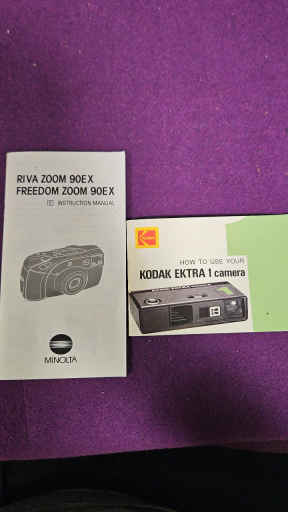 RIVA ZOOM 90EX
FREEDOM ZOOM 90EX
E INSTRUCTION MANUAL
MINOLTA
HOW TO USE YOUR
KODAK EKTRA 1 camera